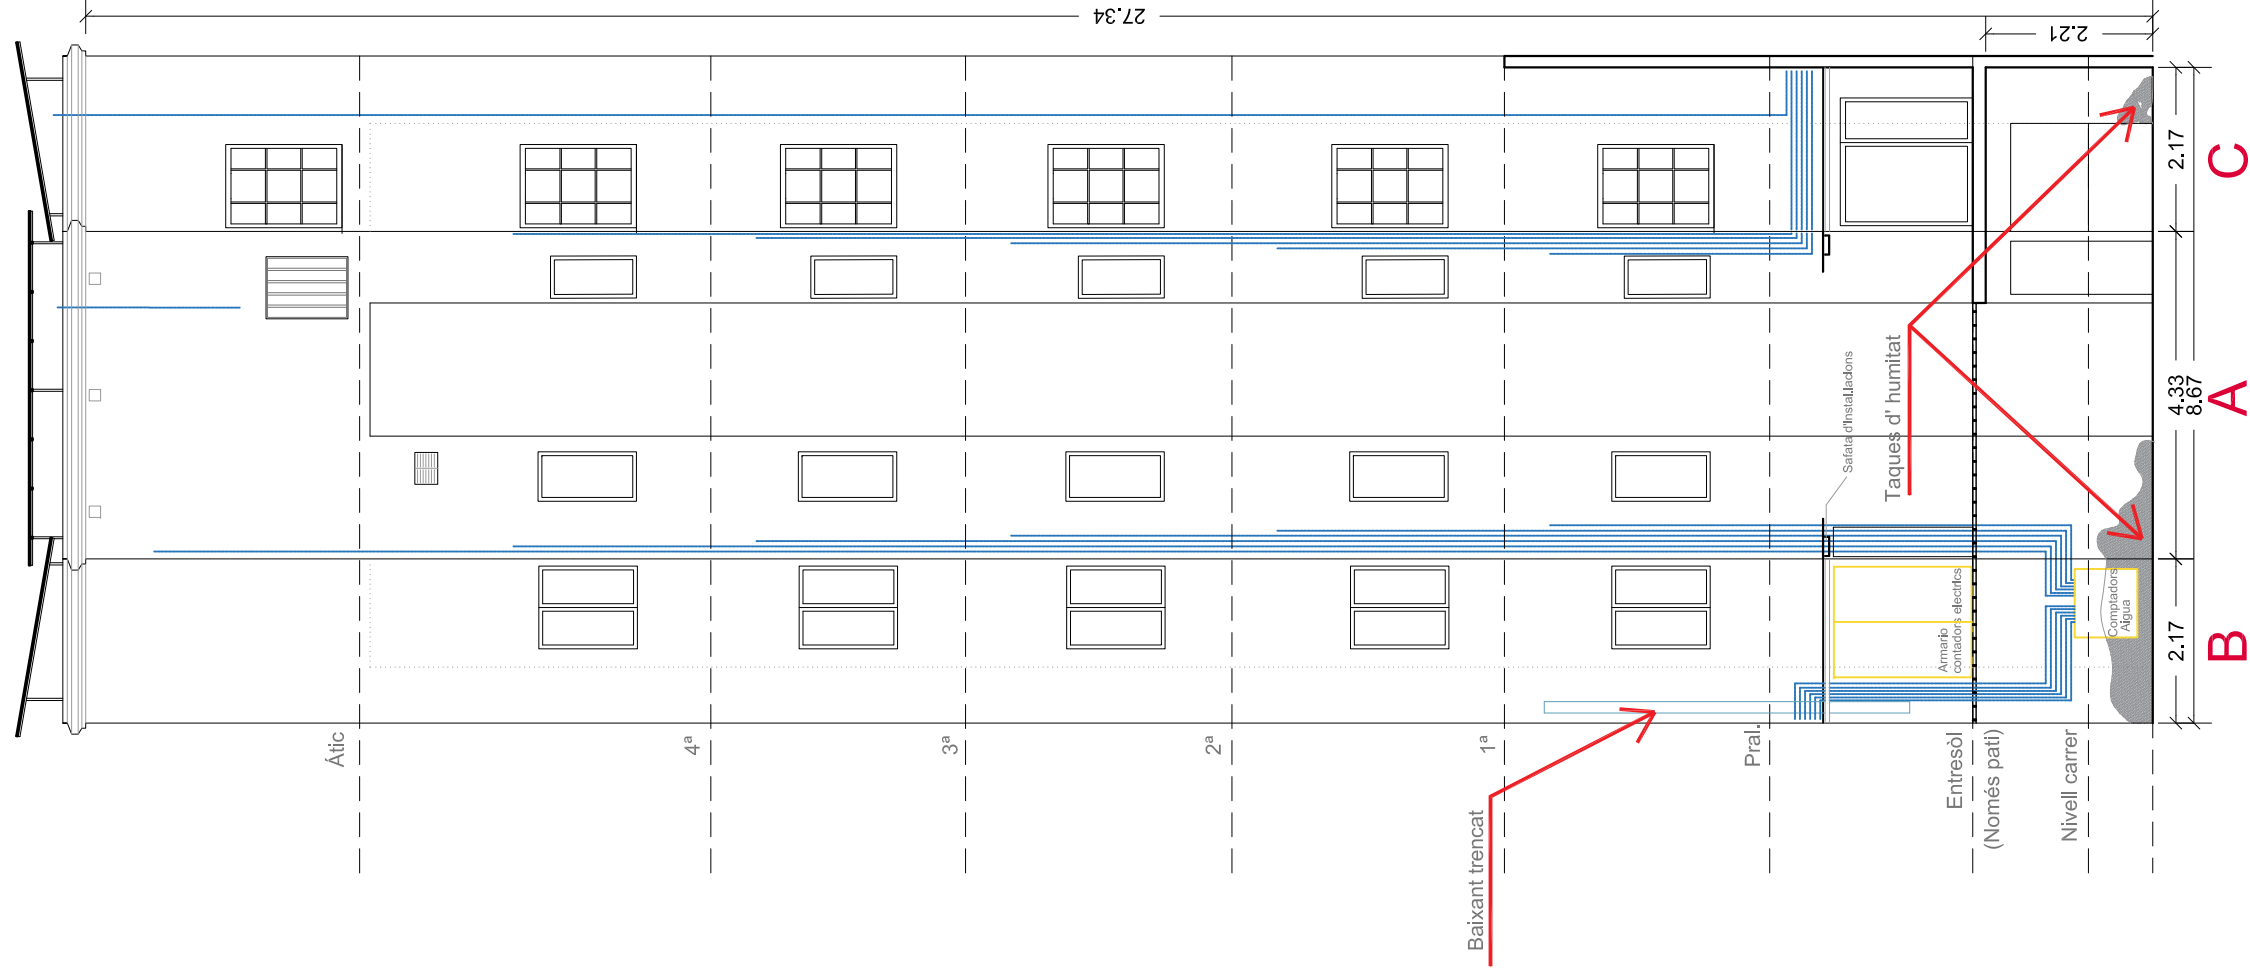 27.34
2.21
Àtic
4ª
3ª
2ª
1ª
Pral.
Entresòl
(Només pati)
Nivell carrer
Baixant trencat
Taques d' humitat
Safata d'Instal.lacions
Armario
contadors electrics
Comptadors
Aigua
2.17
4.33
2.17
8.67
B
A
C